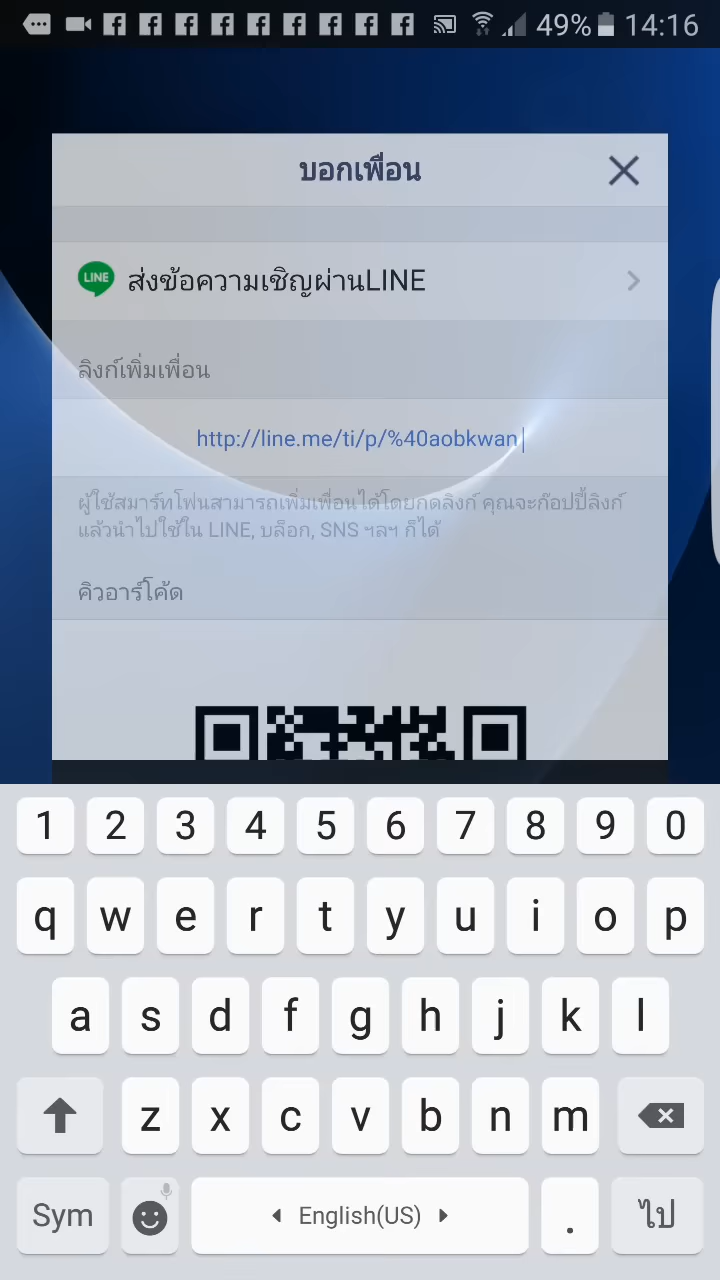 49% 14:16
บอกเพื่อน
LINE ส่งข้อความเชิญผ่านLINE
ลิงก์เพิ่มเพื่อน
http://line.me/ti/p/%40aobkwan
ผู้ใช้สมาร์ทโฟนสามารถเพิ่มเพื่อนได้โดยกดลิงก์ คุณจะก๊อปปี้ลิงก์
แล้วนำไปใช้ใน LINE, บล็อก, SNS ฯลฯ ก็ได้
คิวอาร์โค้ด
1 2 3 4 5 6 7 8 9 0
q w e r t y u i o p
a s d f g h j k l
z x c v b n m
Sym English(US) . ไป